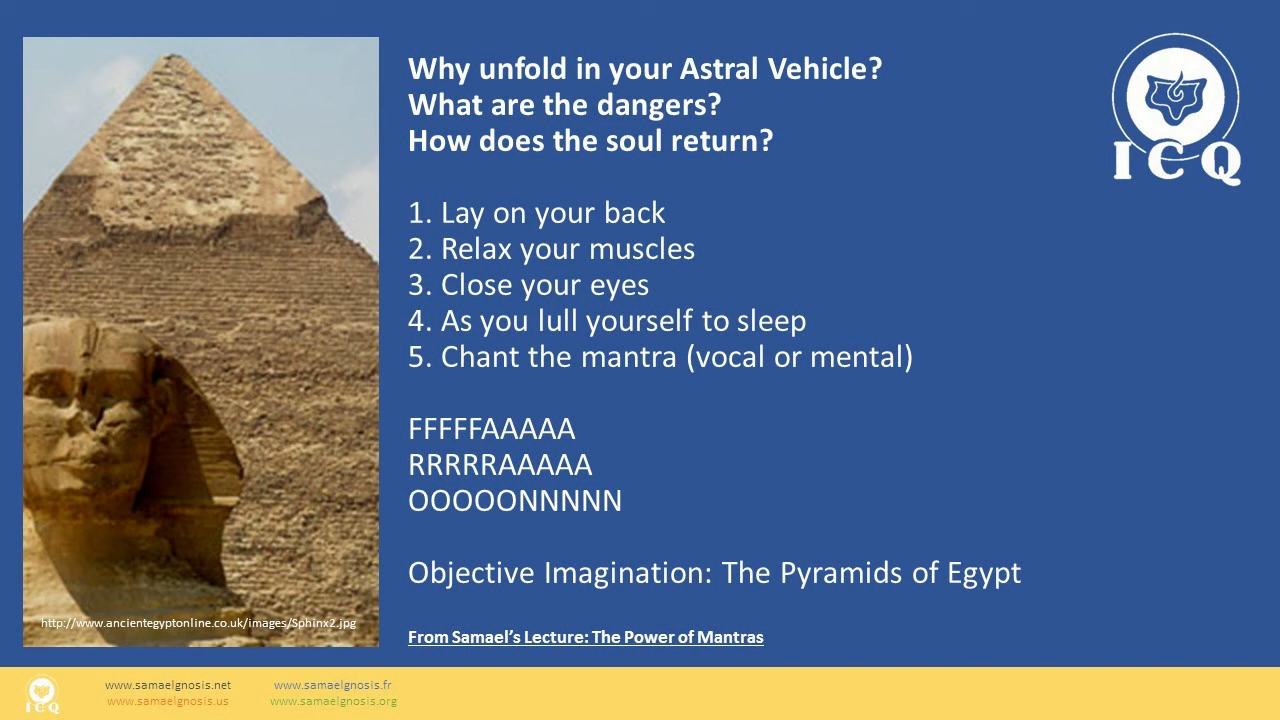 Why unfold in your Astral Vehicle?
What are the dangers?
How does the soul return?
ICQ
1. Lay on your back
2. Relax your muscles
3. Close your eyes
4. As you lull yourself to sleep
5. Chant the mantra (vocal or mental)
FFFFFAAAAA
RRRRRAAAAA
OOOOONNNNN
Objective Imagination: The Pyramids of Egypt
http://www.ancientegyptonline.co.uk/images/Sphinx2.jpg
From Samael’s Lecture: The Power of Mantras
ICQ
www.samaelgnosis.net www.samaelgnosis.fr
www.samaelgnosis.us www.samaelgnosis.org